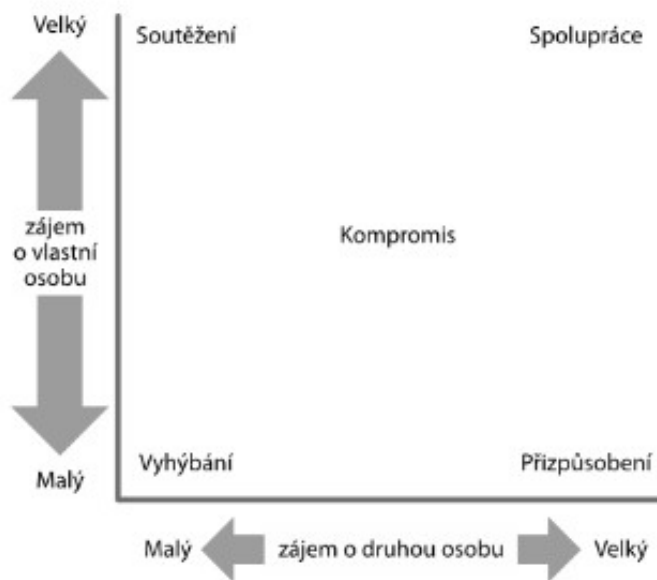 Velký
Soutěžení
Spolupráce
zájem
o vlastní
osobu
Kompromis
Malý
Vyhýbání
Přizpůsobení
Malý
zájem o druhou osobu
Velký